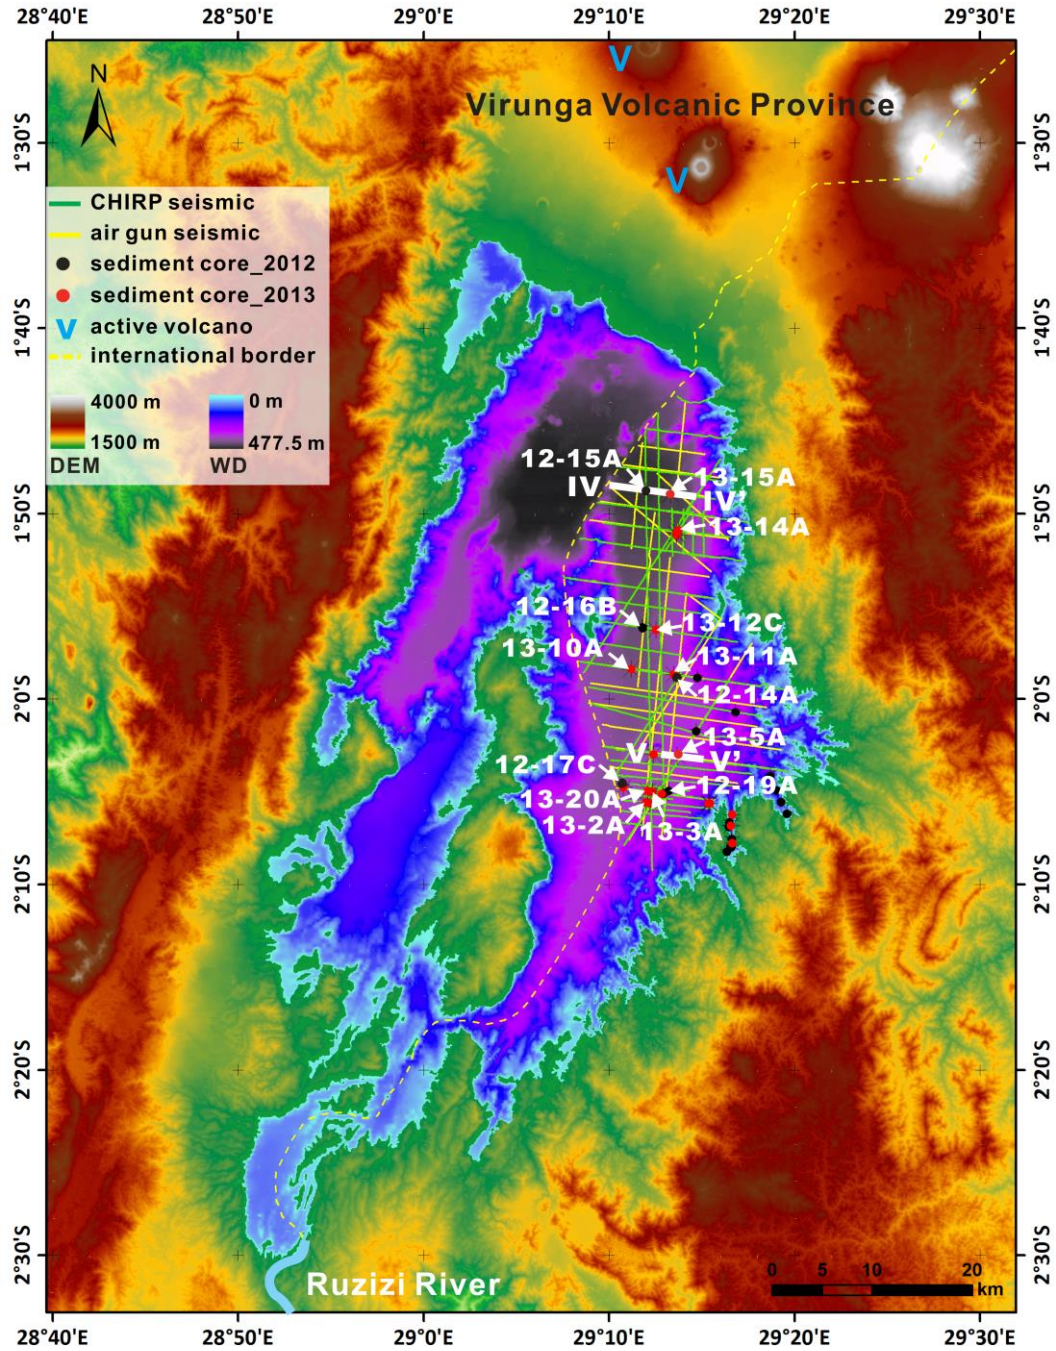 28°40'E 28°50'E 29°0'E 29°10'E 29°20'E 29°30'E
N
V
Virunga Volcanic Province
V
1°30'S 1°30'S
CHIRP seismic
air gun seismic
sediment core_2012
sediment core_2013
V active volcano
international border
4000 m 0 m
1500 m 477.5 m
DEM WD
1°40'S 1°40'S
12-15A
13-15A
IV IV'
1°50'S 1°50'S
13-14A
12-16B
13-12C
13-10A
13-11A
12-14A
2°0'S 2°0'S
13-5A
V V'
12-17C
12-19A
13-20A
13-2A 13-3A
2°10'S 2°10'S
2°20'S 2°20'S
2°30'S 2°30'S
Ruzizi River
0 5 10 20
km
28°40'E 28°50'E 29°0'E 29°10'E 29°20'E 29°30'E